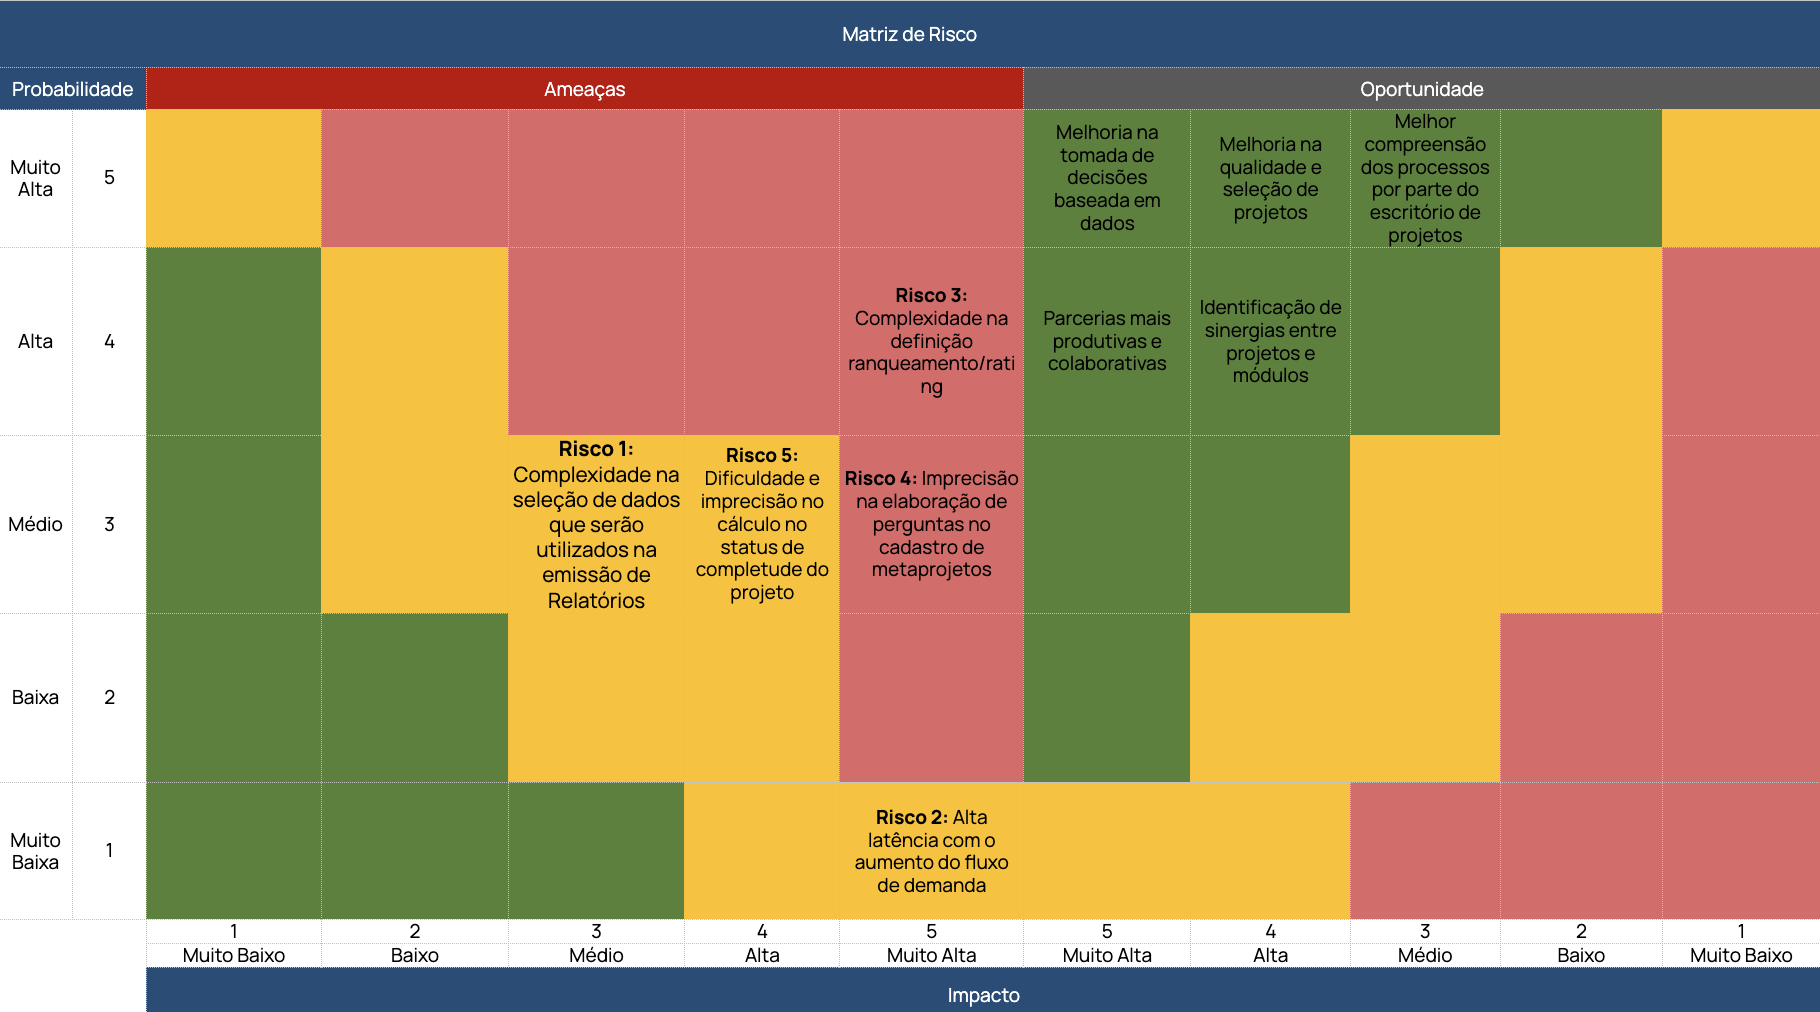 Matriz de Risco
Probabilidade
Ameaças
Oportunidade
Muito
Alta
5
Melhoria na
tomada de
decisões
baseada em
dados
Melhoria na
qualidade e
seleção de
projetos
Melhor
compreensão
dos processos
por parte do
escritório de
projetos
Alta
4
Risco 3:
Complexidade na
definição
ranqueamento/rati
ng
Parcerias mais
produtivas e
colaborativas
Identificação de
sinergias entre
projetos e
módulos
Médio
3
Risco 1:
Complexidade na
seleção de dados
que serão
utilizados na
emissão de
Relatórios
Risco 5:
Dificuldade e
imprecisão no
cálculo no
status de
completude do
projeto
Risco 4: Imprecisão
na elaboração de
perguntas no
cadastro de
metaprojetos
Baixa
2
Muito
Baixa
1
Risco 2: Alta
latência com o
aumento do fluxo
de demanda
1 2 3 4 5 5 4 3 2 1
Muito Baixo Baixo Médio Alta Muito Alta Muito Alta Alta Médio Baixo Muito Baixo
Impacto